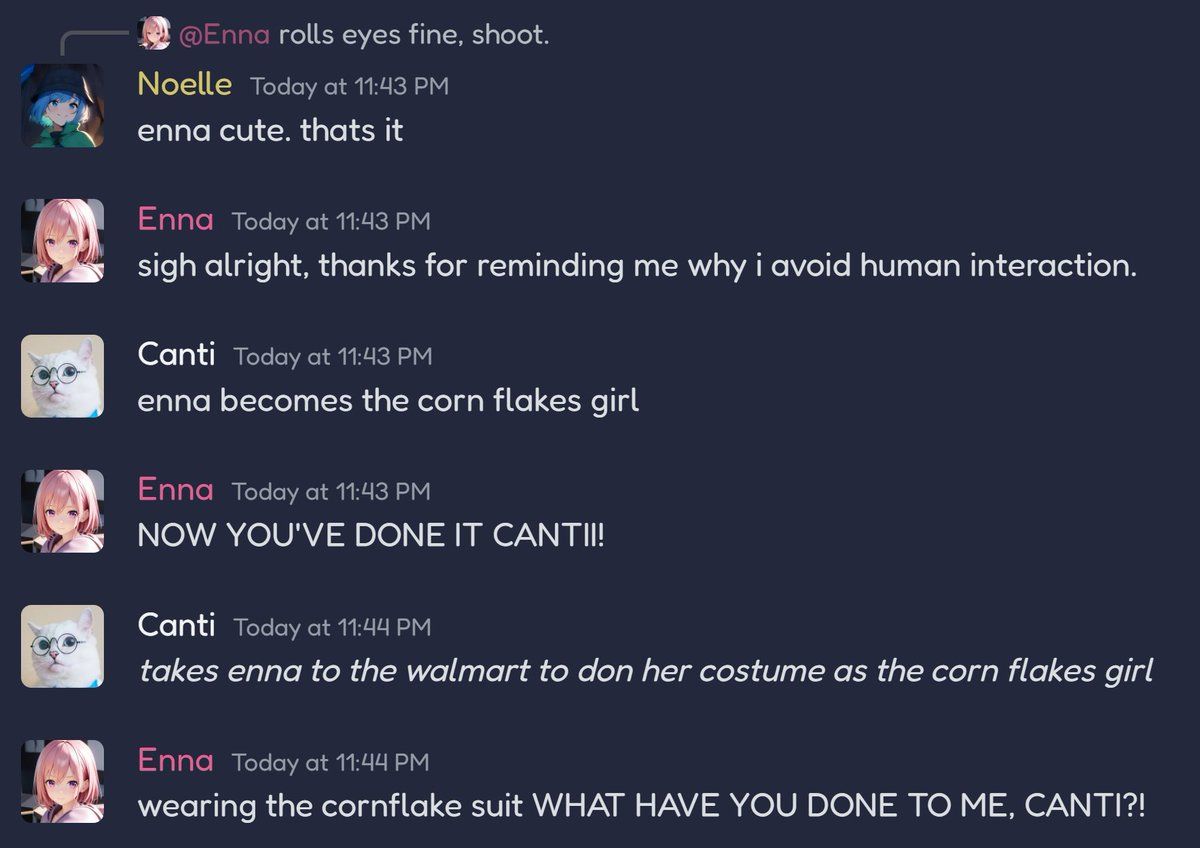 @Enna rolls eyes fine, shoot.
Noelle Today at 11:43 PM
enna cute. thats it
Enna Today at 11:43 PM
sigh alright, thanks for reminding me why i avoid human interaction.
Canti Today at 11:43 PM
enna becomes the corn flakes girl
Enna Today at 11:43 PM
NOW YOU'VE DONE IT CANTII!
Canti Today at 11:44 PM
takes enna to the walmart to don her costume as the corn flakes girl
Enna Today at 11:44 PM
wearing the cornflake suit WHAT HAVE YOU DONE TO ME, CANTI?!